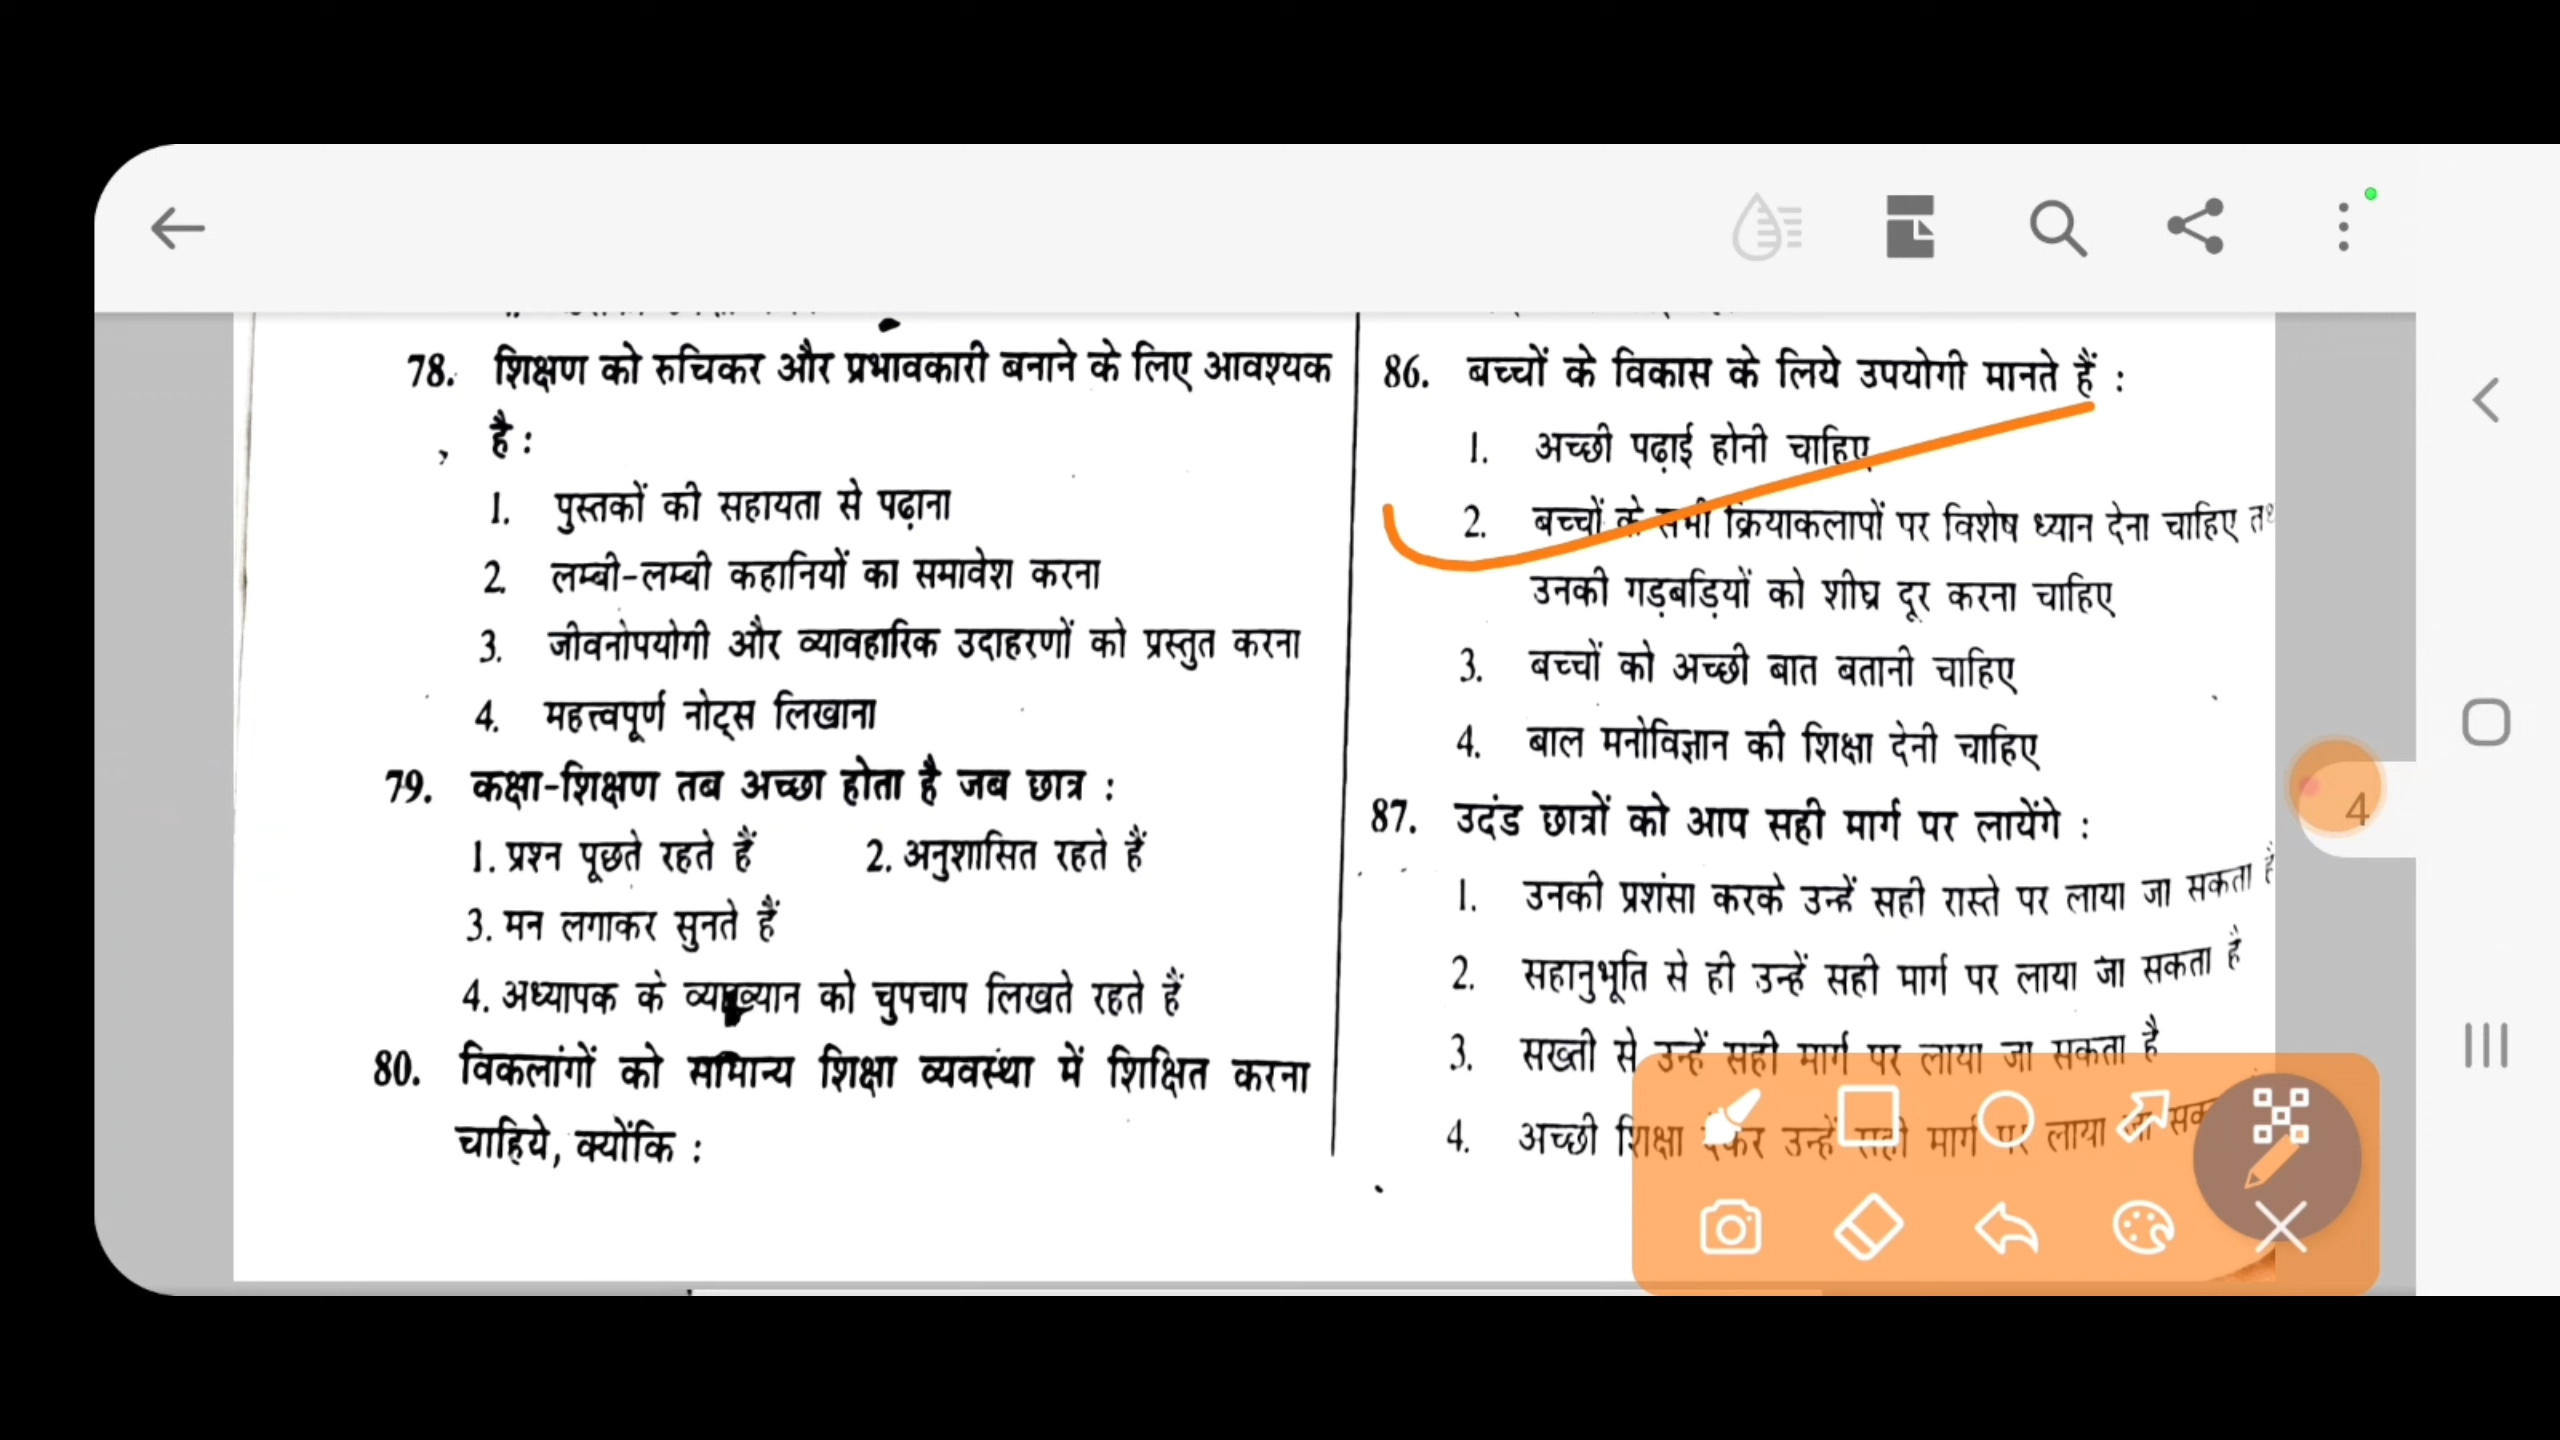 78. शिक्षण को रुचिकर और प्रभावकारी बनाने के लिए आवश्यक
है :
1. पुस्तकों की सहायता से पढ़ाना
2. लम्बी-लम्बी कहानियों का समावेश करना
3. जीवनोपयोगी और व्यावहारिक उदाहरणों को प्रस्तुत करना
4. महत्त्वपूर्ण नोट्स लिखाना
79. कक्षा-शिक्षण तब अच्छा होता है जब छात्र :
1. प्रश्न पूछते रहते हैं 2. अनुशासित रहते हैं
3. मन लगाकर सुनते हैं
4. अध्यापक के व्याख्यान को चुपचाप लिखते रहते हैं
80. विकलांगों को सामान्य शिक्षा व्यवस्था में शिक्षित करना
चाहिये, क्योंकि :
86. बच्चों के विकास के लिये उपयोगी मानते हैं :
1. अच्छी पढ़ाई होनी चाहिए
2. बच्चों के सभी क्रियाकलापों पर विशेष ध्यान देना चाहिए
उनकी गड़बड़ियों को शीघ्र दूर करना चाहिए
3. बच्चों को अच्छी बात बतानी चाहिए
4. बाल मनोविज्ञान की शिक्षा देनी चाहिए
87. उदंड छात्रों को आप सही मार्ग पर लायेंगे :
1. उनकी प्रशंसा करके उन्हें सही रास्ते पर लाया जा सकता है
2. सहानुभूति से ही उन्हें सही मार्ग पर लाया जा सकता है
3. सख्ती से उन्हें सही मार्ग पर लाया जा सकता है
4. अच्छी शिक्षा देकर उन्हें सही मार्ग पर लाया जा
4